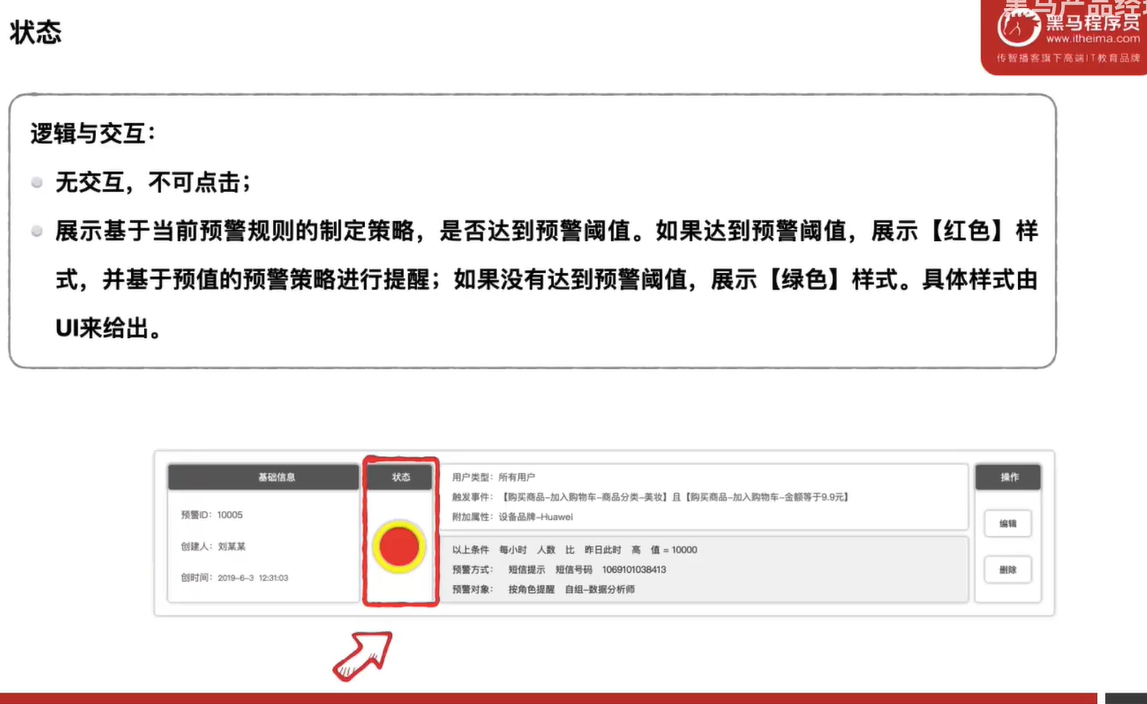 状态
黑马产品经
黑马程序员
www.itheima.com
传智播客旗下高端IT教育品牌
逻辑与交互：
无交互，不可点击；
展示基于当前预警规则的制定策略，是否达到预警阈值。如果达到预警阈值，展示【红色】样
式，并基于预值的预警策略进行提醒；如果没有达到预警阈值，展示【绿色】样式。具体样式由
UI来给出。
基础信息
预警ID：10005
创建人：刘某某
创时间：2019-6-3 12:31:03
状态
用户类型：所有用户
触发事件：【购买商品-加入购物车-商品分类-美妆】且【购买商品-加入购物车-金额等于9.9元】
附加属性：设备品牌-Huawei
以上条件 每小时 人数 比 昨日此时 高 值 = 10000
预警方式： 短信提示 短信号码 1069101038413
预警对象： 按角色提醒 自组-数据分析师
操作
编辑
删除